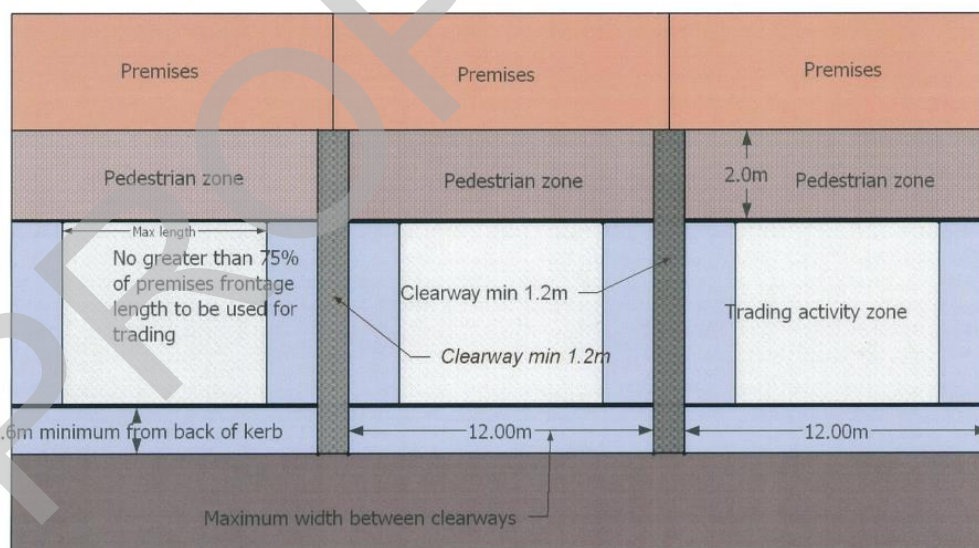 Premises
Premises
Premises
Pedestrian zone
Pedestrian zone
2.0m
Pedestrian zone
Max length
No greater than 75%
of premises frontage
length to be used for
trading
Clearway min 1.2m
Clearway min 1.2m
Trading activity zone
.6m minimum from back of kerb
12.00m
12.00m
Maximum width between clearways